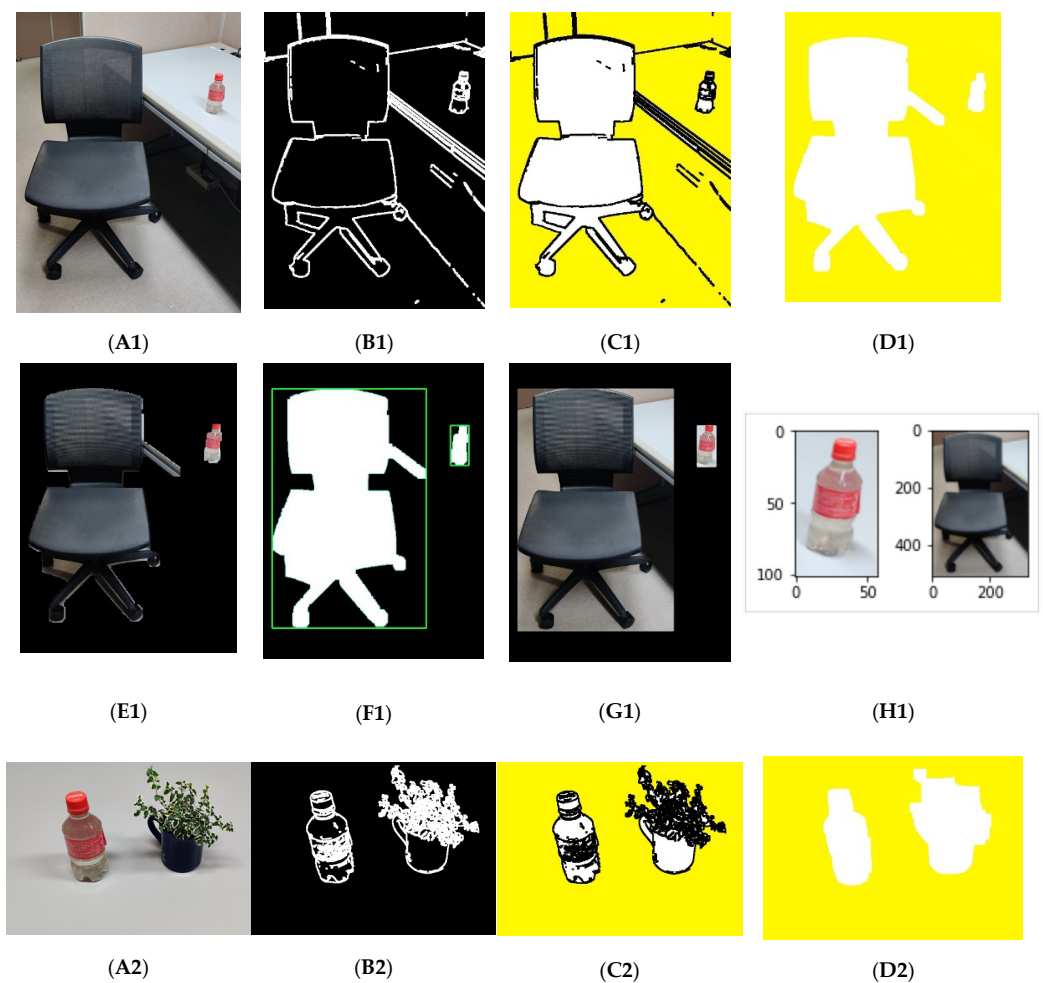 (A1) (B1) (C1) (D1)
0 0
50 200
100 400
0 50 0 200
(E1) (F1) (G1) (H1)
(A2) (B2) (C2) (D2)